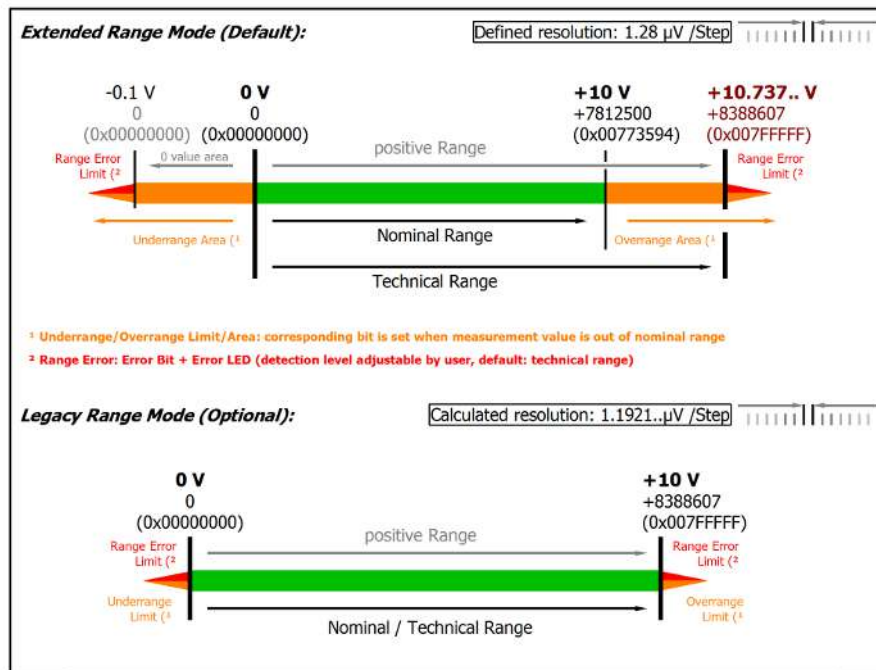 Extended Range Mode (Default):
Defined resolution: 1.28 µV /Step
-0.1 V
0
(0x00000000)
0 V
0
(0x00000000)
+10 V
+7812500
(0x00773594)
+10.737.. V
+8388607
(0x007FFFFF)
Range Error
Limit (²
0 value area
positive Range
Range Error
Limit (²
Underrange Area (¹
Nominal Range
Overrange Area (¹
Technical Range
¹ Underrange/Overrange Limit/Area: corresponding bit is set when measurement value is out of nominal range
² Range Error: Error Bit + Error LED (detection level adjustable by user, default: technical range)
Legacy Range Mode (Optional):
Calculated resolution: 1.1921..µV /Step
0 V
0
(0x00000000)
+10 V
+8388607
(0x007FFFFF)
Range Error
Limit (²
positive Range
Range Error
Limit (²
Underrange
Limit (¹
Nominal / Technical Range
Overrange
Limit (¹